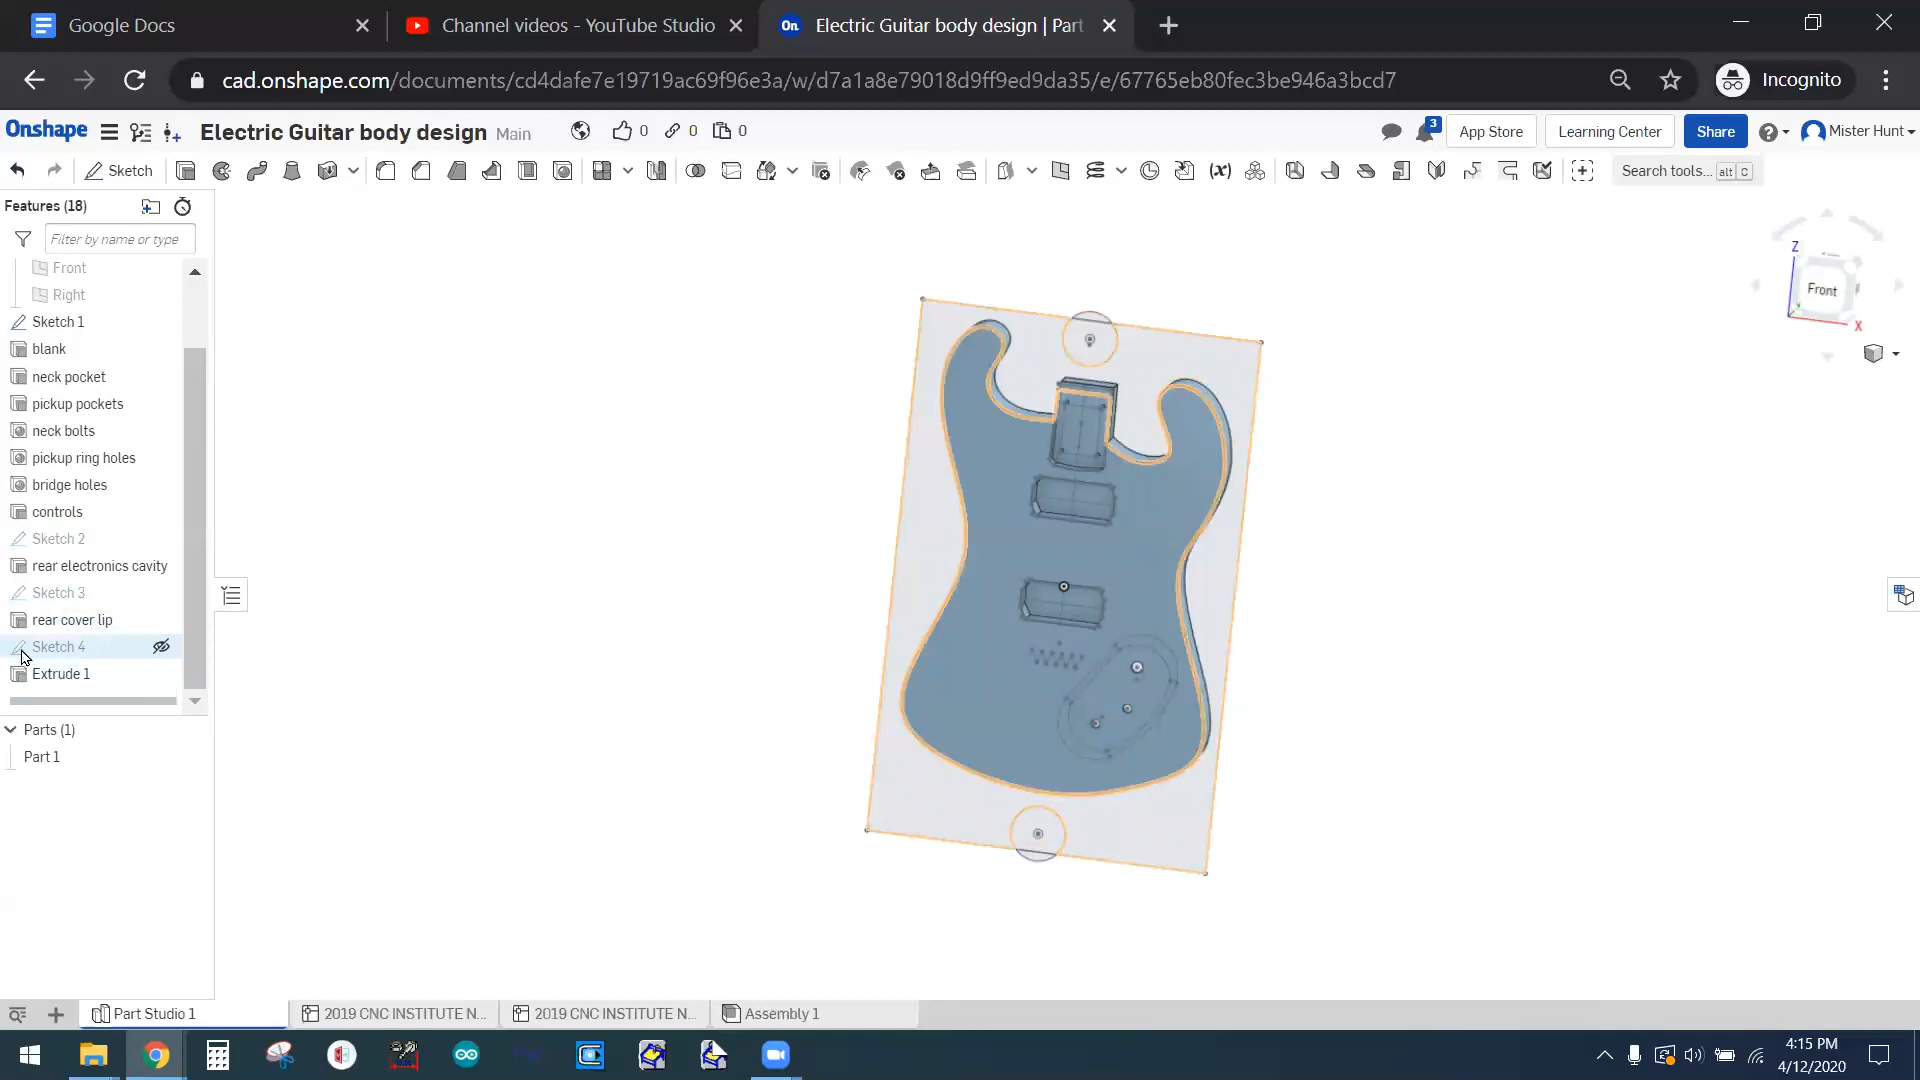 Google Docs
Channel videos - YouTube Studio
On.
Electric Guitar body design | Part
cad.onshape.com/documents/cd4dafe7e19719ac69f96e3a/w/d7a1a8e79018d9ff9ed9da35/e/67765eb80fec3be946a3bcd7
Incognito
Onshape
Electric Guitar body design Main
0
0
0
3
App Store
Learning Center
Share
Mister Hunt
Sketch
(x)
Search tools... alt C
Features (18)
Filter by name or type
Front
Right
Sketch 1
blank
neck pocket
pickup pockets
neck bolts
pickup ring holes
bridge holes
controls
Sketch 2
rear electronics cavity
Sketch 3
rear cover lip
Sketch 4
Extrude 1
Parts (1)
Part 1
Z
Front
X
Part Studio 1
2019 CNC INSTITUTE N...
2019 CNC INSTITUTE N...
Assembly 1
4:15 PM
4/12/2020